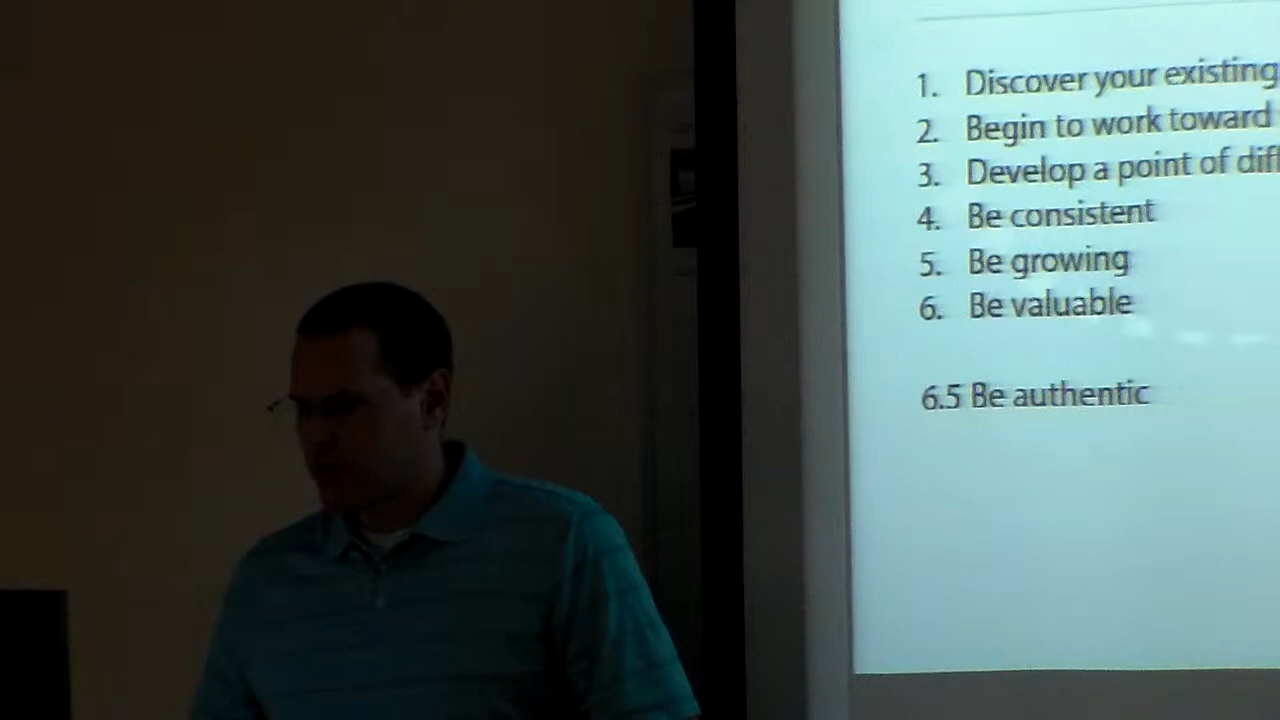 1. Discover your existing
2. Begin to work toward
3. Develop a point of
4. Be consistent
5. Be growing
6. Be valuable
6.5 Be authentic